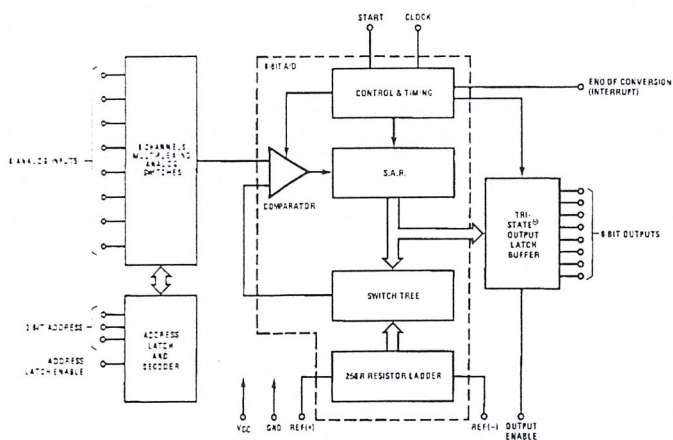 START
CLOCK
8-BIT A/D
CONTROL & TIMING
END OF CONVERSION
(INTERRUPT)
8 ANALOG INPUTS
8 CHANNELS
MULTIPLEXING
ANALOG
SWITCHES
COMPARATOR
S.A.R.
TRI-
STATE®
OUTPUT
LATCH
BUFFER
8-BIT OUTPUTS
SWITCH TREE
3-BIT ADDRESS
ADDRESS
LATCH ENABLE
ADDRESS
LATCH
AND
DECODER
256R RESISTOR LADDER
VCC
GND
REF(+)
REF(−)
OUTPUT
ENABLE